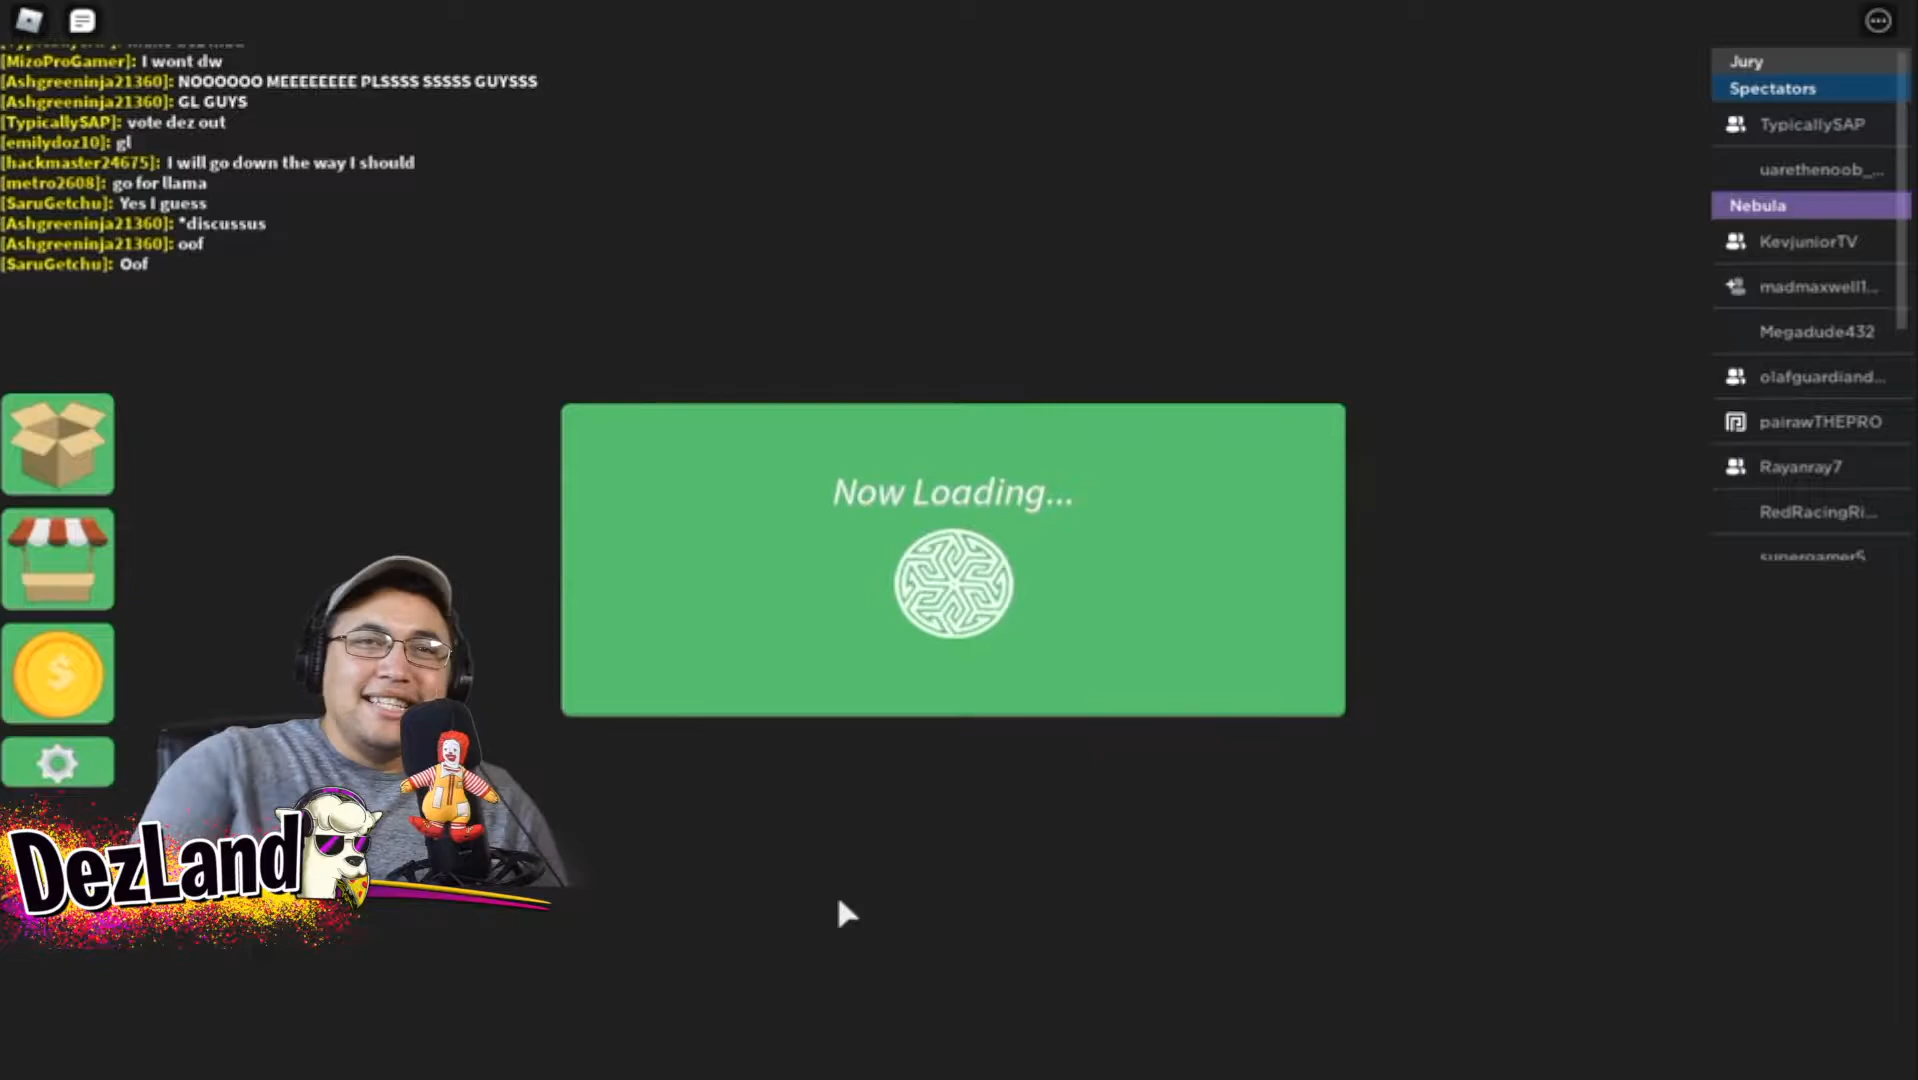 [MizoProGamer]: I wont dw
[Ashgreeninja21360]: NOOOOOO MEEEEEEEE PLSSSS SSSSS GUYSSS
[Ashgreeninja21360]: GL GUYS
[TypicallySAP]: vote dez out
[emilydoz10]: gl
[hackmaster24675]: I will go down the way I should
[metro2608]: go for llama
[SaruGetchu]: Yes I guess
[Ashgreeninja21360]: *discussus
[Ashgreeninja21360]: oof
[SaruGetchu]: Oof
Jury
Spectators
TypicallySAP
uarethenoob_...
Nebula
KevjuniorTV
madmaxwell1...
Megadude432
olafguardiand...
pairawTHEPRO
Rayanray7
RedRacingRi...
Now Loading...
DezLand